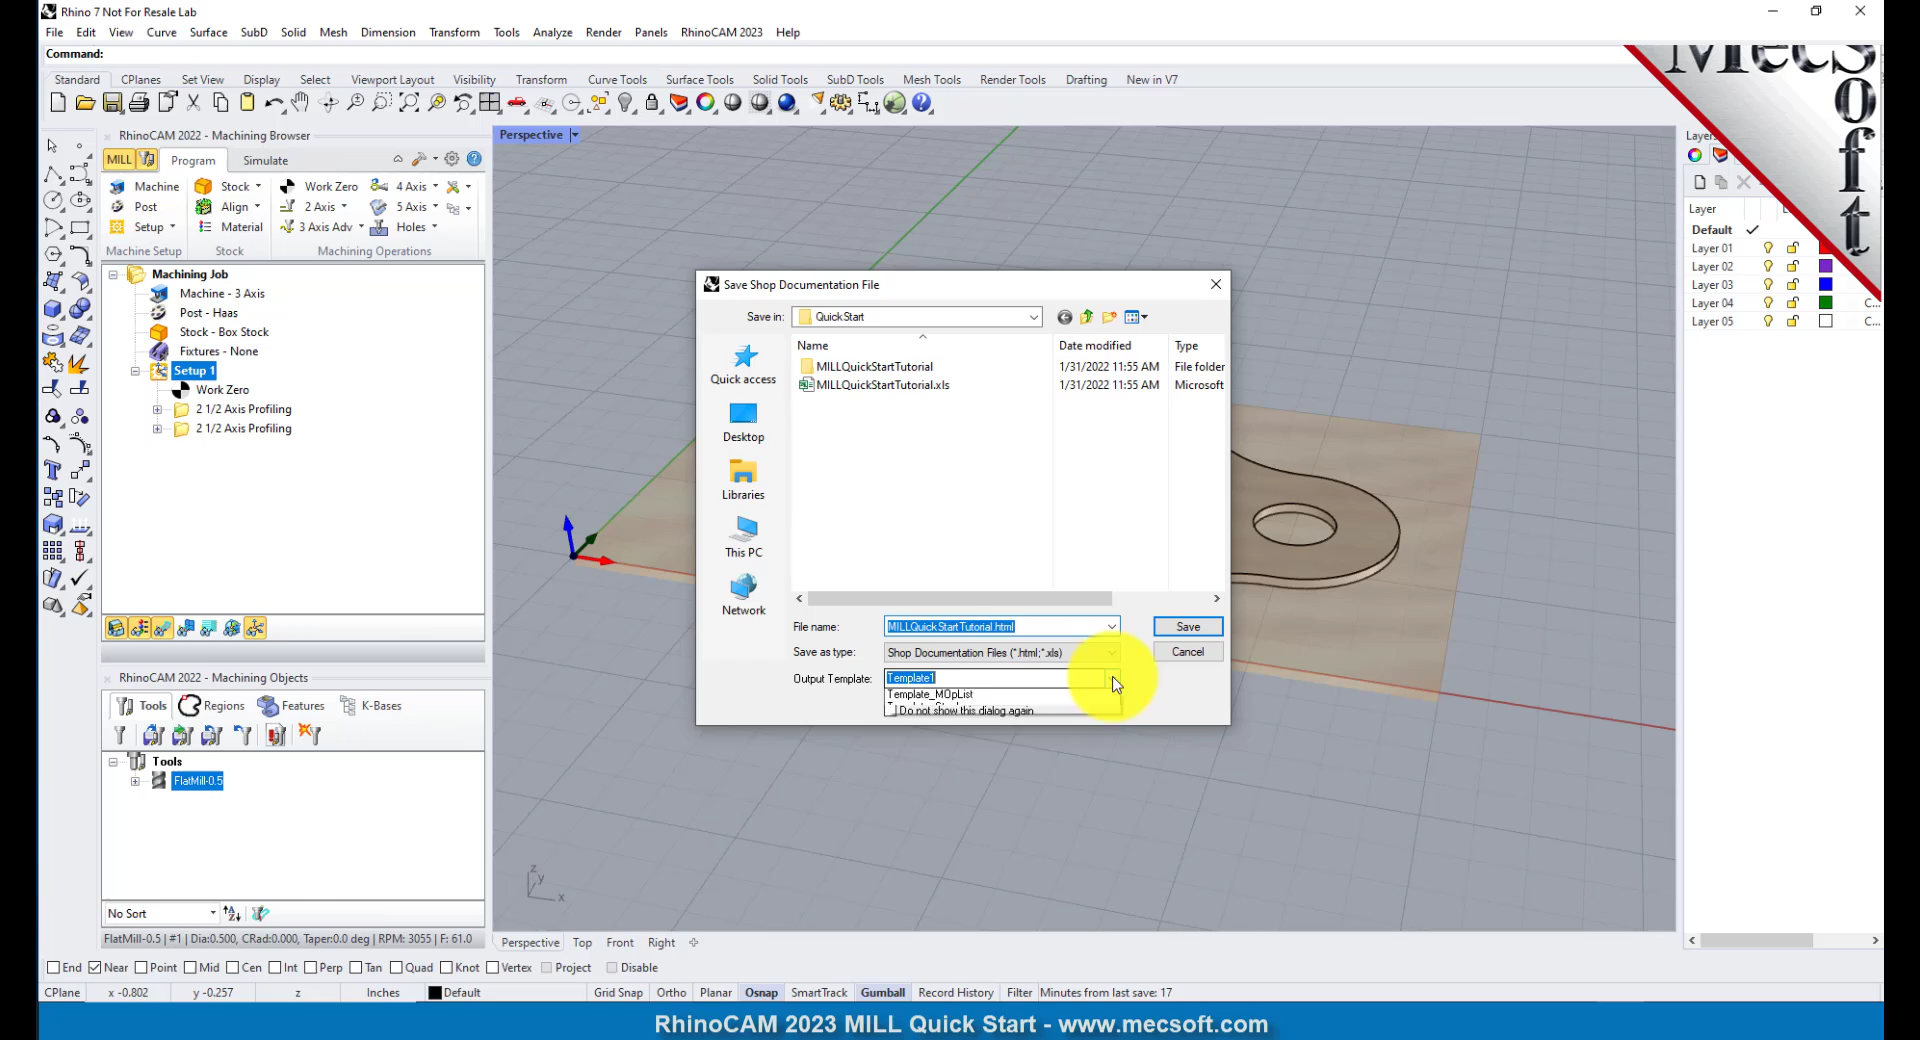 Rhino 7 Not For Resale Lab
File Edit View Curve Surface SubD Solid Mesh Dimension Transform Tools Analyze Render Panels RhinoCAM 2023 Help
Command:
Standard CPlanes Set View Display Select Viewport Layout Visibility Transform Curve Tools Surface Tools Solid Tools SubD Tools Mesh Tools Render Tools Drafting New in V7
MecSoft
RhinoCAM 2022 - Machining Browser
MILL Program Simulate
Machine Stock Work Zero 4 Axis
Post Align 2 Axis 5 Axis
Setup Material 3 Axis Adv Holes
Machine Setup Stock Machining Operations
Machining Job
Machine - 3 Axis
Post - Haas
Stock - Box Stock
Fixtures - None
Setup 1
Work Zero
2 1/2 Axis Profiling
2 1/2 Axis Profiling
RhinoCAM 2022 - Machining Objects
Tools Regions Features K-Bases
Tools
FlatMill-0.5
No Sort
FlatMill-0.5 | #1 | Dia:0.500, CRad:0.000, Taper:0.0 deg | RPM: 3055 | F: 61.0
Perspective
Save Shop Documentation File
Save in: QuickStart
Name Date modified Type
MILLQuickStartTutorial 1/31/2022 11:55 AM File folder
MILLQuickStartTutorial.xls 1/31/2022 11:55 AM Microsoft
Quick access
Desktop
Libraries
This PC
Network
File name: MILLQuickStartTutorial.html Save
Save as type: Shop Documentation Files (*.html;*.xls) Cancel
Output Template: Template1
Template_MOpList
Do not show this dialog again
z
y
x
Layer
Default
Layer 01
Layer 02
Layer 03
Layer 04 C...
Layer 05 C...
Perspective Top Front Right
End Near Point Mid Cen Int Perp Tan Quad Knot Vertex Project Disable
CPlane x -0.802 y -0.257 z Inches Default Grid Snap Ortho Planar Osnap SmartTrack Gumball Record History Filter Minutes from last save: 17
RhinoCAM 2023 MILL Quick Start - www.mecsoft.com